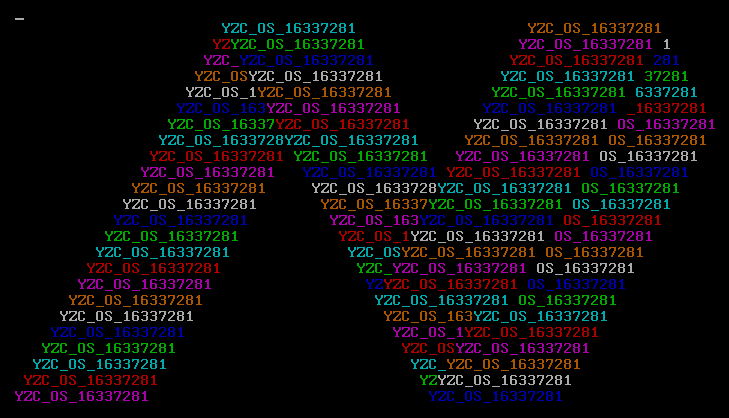 YZC_OS_16337281 YZC_OS_16337281
YZYZC_OS_16337281 YZC_OS_16337281 1
YZC_YZC_OS_16337281 YZC_OS_16337281 281
YZC_OSYZC_OS_16337281 YZC_OS_16337281 37281
YZC_OS_1YZC_OS_16337281 YZC_OS_16337281 6337281
YZC_OS_163YZC_OS_16337281 YZC_OS_16337281 _16337281
YZC_OS_16337YZC_OS_16337281 YZC_OS_16337281 OS_16337281
YZC_OS_1633728YZC_OS_16337281 YZC_OS_16337281 OS_16337281
YZC_OS_16337281 YZC_OS_16337281 YZC_OS_16337281 OS_16337281
YZC_OS_16337281 YZC_OS_16337281 YZC_OS_16337281 OS_16337281
YZC_OS_16337281 YZC_OS_1633728YZC_OS_16337281 OS_16337281
YZC_OS_16337281 YZC_OS_16337YZC_OS_16337281 OS_16337281
YZC_OS_16337281 YZC_OS_163YZC_OS_16337281 OS_16337281
YZC_OS_16337281 YZC_OS_1YZC_OS_16337281 OS_16337281
YZC_OS_16337281 YZC_OSYZC_OS_16337281 OS_16337281
YZC_OS_16337281 YZC_YZC_OS_16337281 OS_16337281
YZC_OS_16337281 YZYZC_OS_16337281 OS_16337281
YZC_OS_16337281 YZC_OS_16337281 OS_16337281
YZC_OS_16337281 YZC_OS_163YZC_OS_16337281
YZC_OS_16337281 YZC_OS_1YZC_OS_16337281
YZC_OS_16337281 YZC_OSYZC_OS_16337281
YZC_OS_16337281 YZC_YZC_OS_16337281
YZC_OS_16337281 YZYZC_OS_16337281
YZC_OS_16337281 YZC_OS_16337281